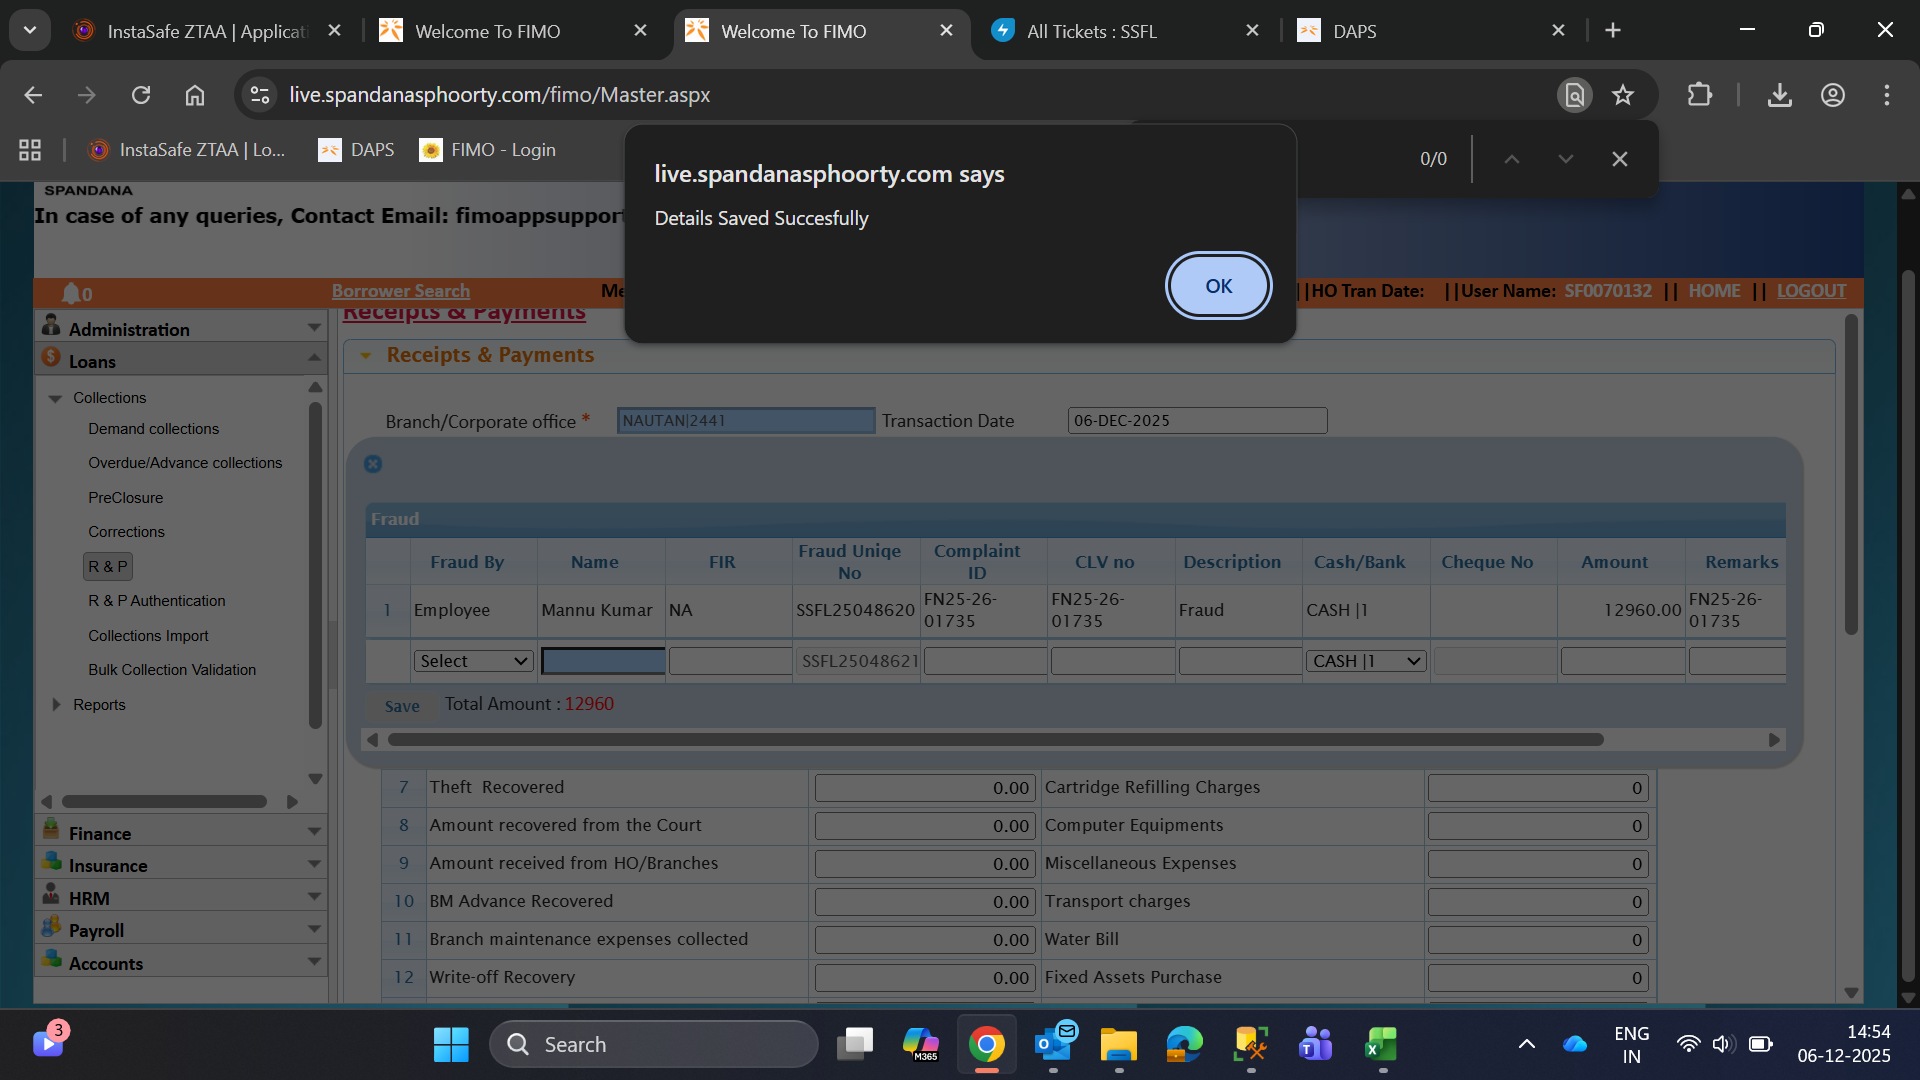 InstaSafe ZTAA | Applicati
Welcome To FIMO
Welcome To FIMO
All Tickets : SSFL
DAPS
live.spandanasphoorty.com/fimo/Master.aspx
InstaSafe ZTAA | Lo...
DAPS
FIMO - Login
0/0
live.spandanasphoorty.com says
Details Saved Succesfully
OK
SPANDANA
In case of any queries, Contact Email: fimoappsupport
0
Borrower Search
Me
||HO Tran Date: ||User Name: SF0070132 || HOME || LOGOUT
Administration
Loans
Collections
Demand collections
Overdue/Advance collections
PreClosure
Corrections
R & P
R & P Authentication
Collections Import
Bulk Collection Validation
Reports
Finance
Insurance
HRM
Payroll
Accounts
Receipts & Payments
Receipts & Payments
Branch/Corporate office * NAUTAN|2441 Transaction Date 06-DEC-2025
Fraud
Fraud By Name FIR Fraud Uniqe No Complaint ID CLV no Description Cash/Bank Cheque No Amount Remarks
1 Employee Mannu Kumar NA SSFL25048620 FN25-26-01735 FN25-26-01735 Fraud CASH |1 12960.00 FN25-26-01735
Select SSFL25048621 CASH |1
Save Total Amount : 12960
7 Theft Recovered 0.00 Cartridge Refilling Charges 0
8 Amount recovered from the Court 0.00 Computer Equipments 0
9 Amount received from HO/Branches 0.00 Miscellaneous Expenses 0
10 BM Advance Recovered 0.00 Transport charges 0
11 Branch maintenance expenses collected 0.00 Water Bill 0
12 Write-off Recovery 0.00 Fixed Assets Purchase 0
3
Search
M365
ENG
IN
14:54
06-12-2025